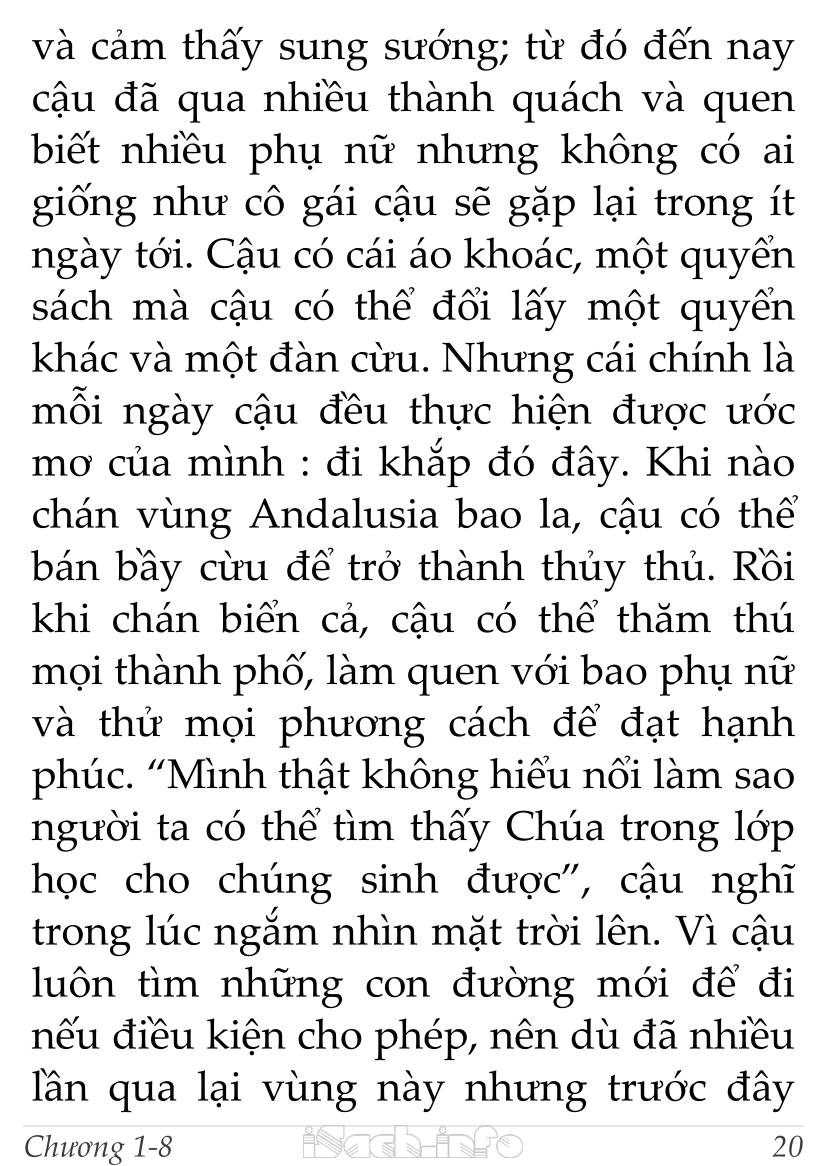 và cảm thấy sung sướng; từ đó đến nay
cậu đã qua nhiều thành quách và quen
biết nhiều phụ nữ nhưng không có ai
giống như cô gái cậu sẽ gặp lại trong ít
ngày tới. Cậu có cái áo khoác, một quyển
sách mà cậu có thể đổi lấy một quyển
khác và một đàn cừu. Nhưng cái chính là
mỗi ngày cậu đều thực hiện được ước
mơ của mình : đi khắp đó đây. Khi nào
chán vùng Andalusia bao la, cậu có thể
bán bầy cừu để trở thành thủy thủ. Rồi
khi chán biển cả, cậu có thể thăm thú
mọi thành phố, làm quen với bao phụ nữ
và thử mọi phương cách để đạt hạnh
phúc. “Mình thật không hiểu nổi làm sao
người ta có thể tìm thấy Chúa trong lớp
học cho chúng sinh được”, cậu nghĩ
trong lúc ngắm nhìn mặt trời lên. Vì cậu
luôn tìm những con đường mới để đi
nếu điều kiện cho phép, nên dù đã nhiều
lần qua lại vùng này nhưng trước đây
Chương 1-8 iSach.info 20